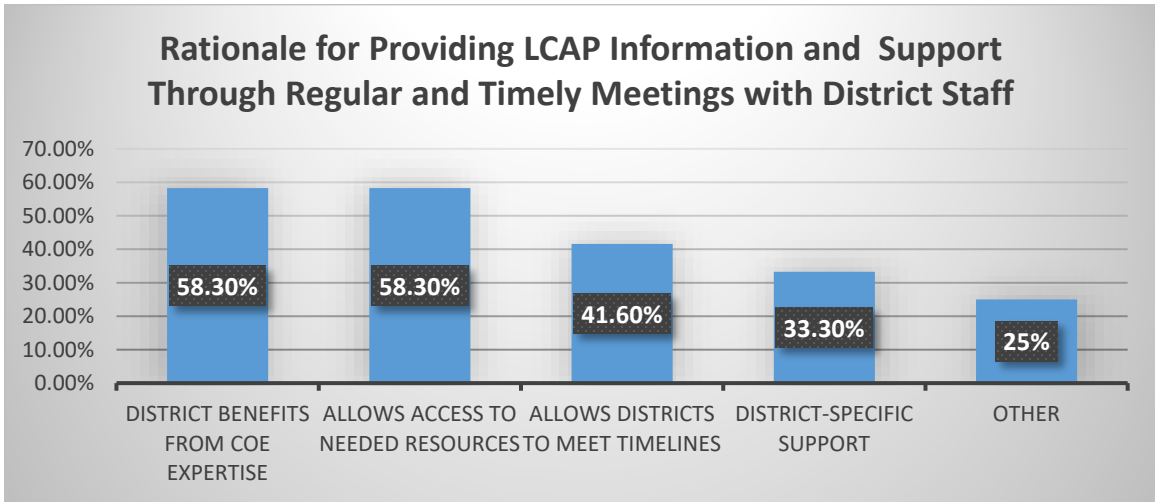 Rationale for Providing LCAP Information and Support
Through Regular and Timely Meetings with District Staff
70.00%
60.00%
50.00%
40.00%
30.00%
20.00%
10.00%
0.00%
58.30%
58.30%
41.60%
33.30%
25%
DISTRICT BENEFITS
FROM COE
EXPERTISE
ALLOWS ACCESS TO
NEEDED RESOURCES
ALLOWS DISTRICTS
TO MEET TIMELINES
DISTRICT-SPECIFIC
SUPPORT
OTHER